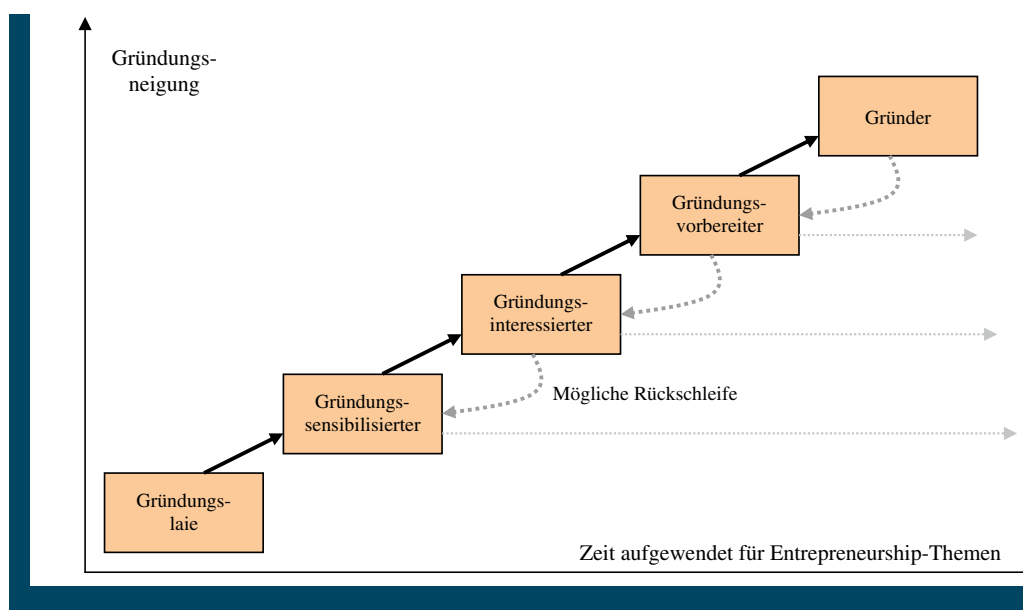 Gründungs-
neigung
Gründer
Gründungs-
vorbereiter
Gründungs-
interessierter
Mögliche Rückschleife
Gründungs-
sensibilisierter
Gründungs-
laie
Zeit aufgewendet für Entrepreneurship-Themen